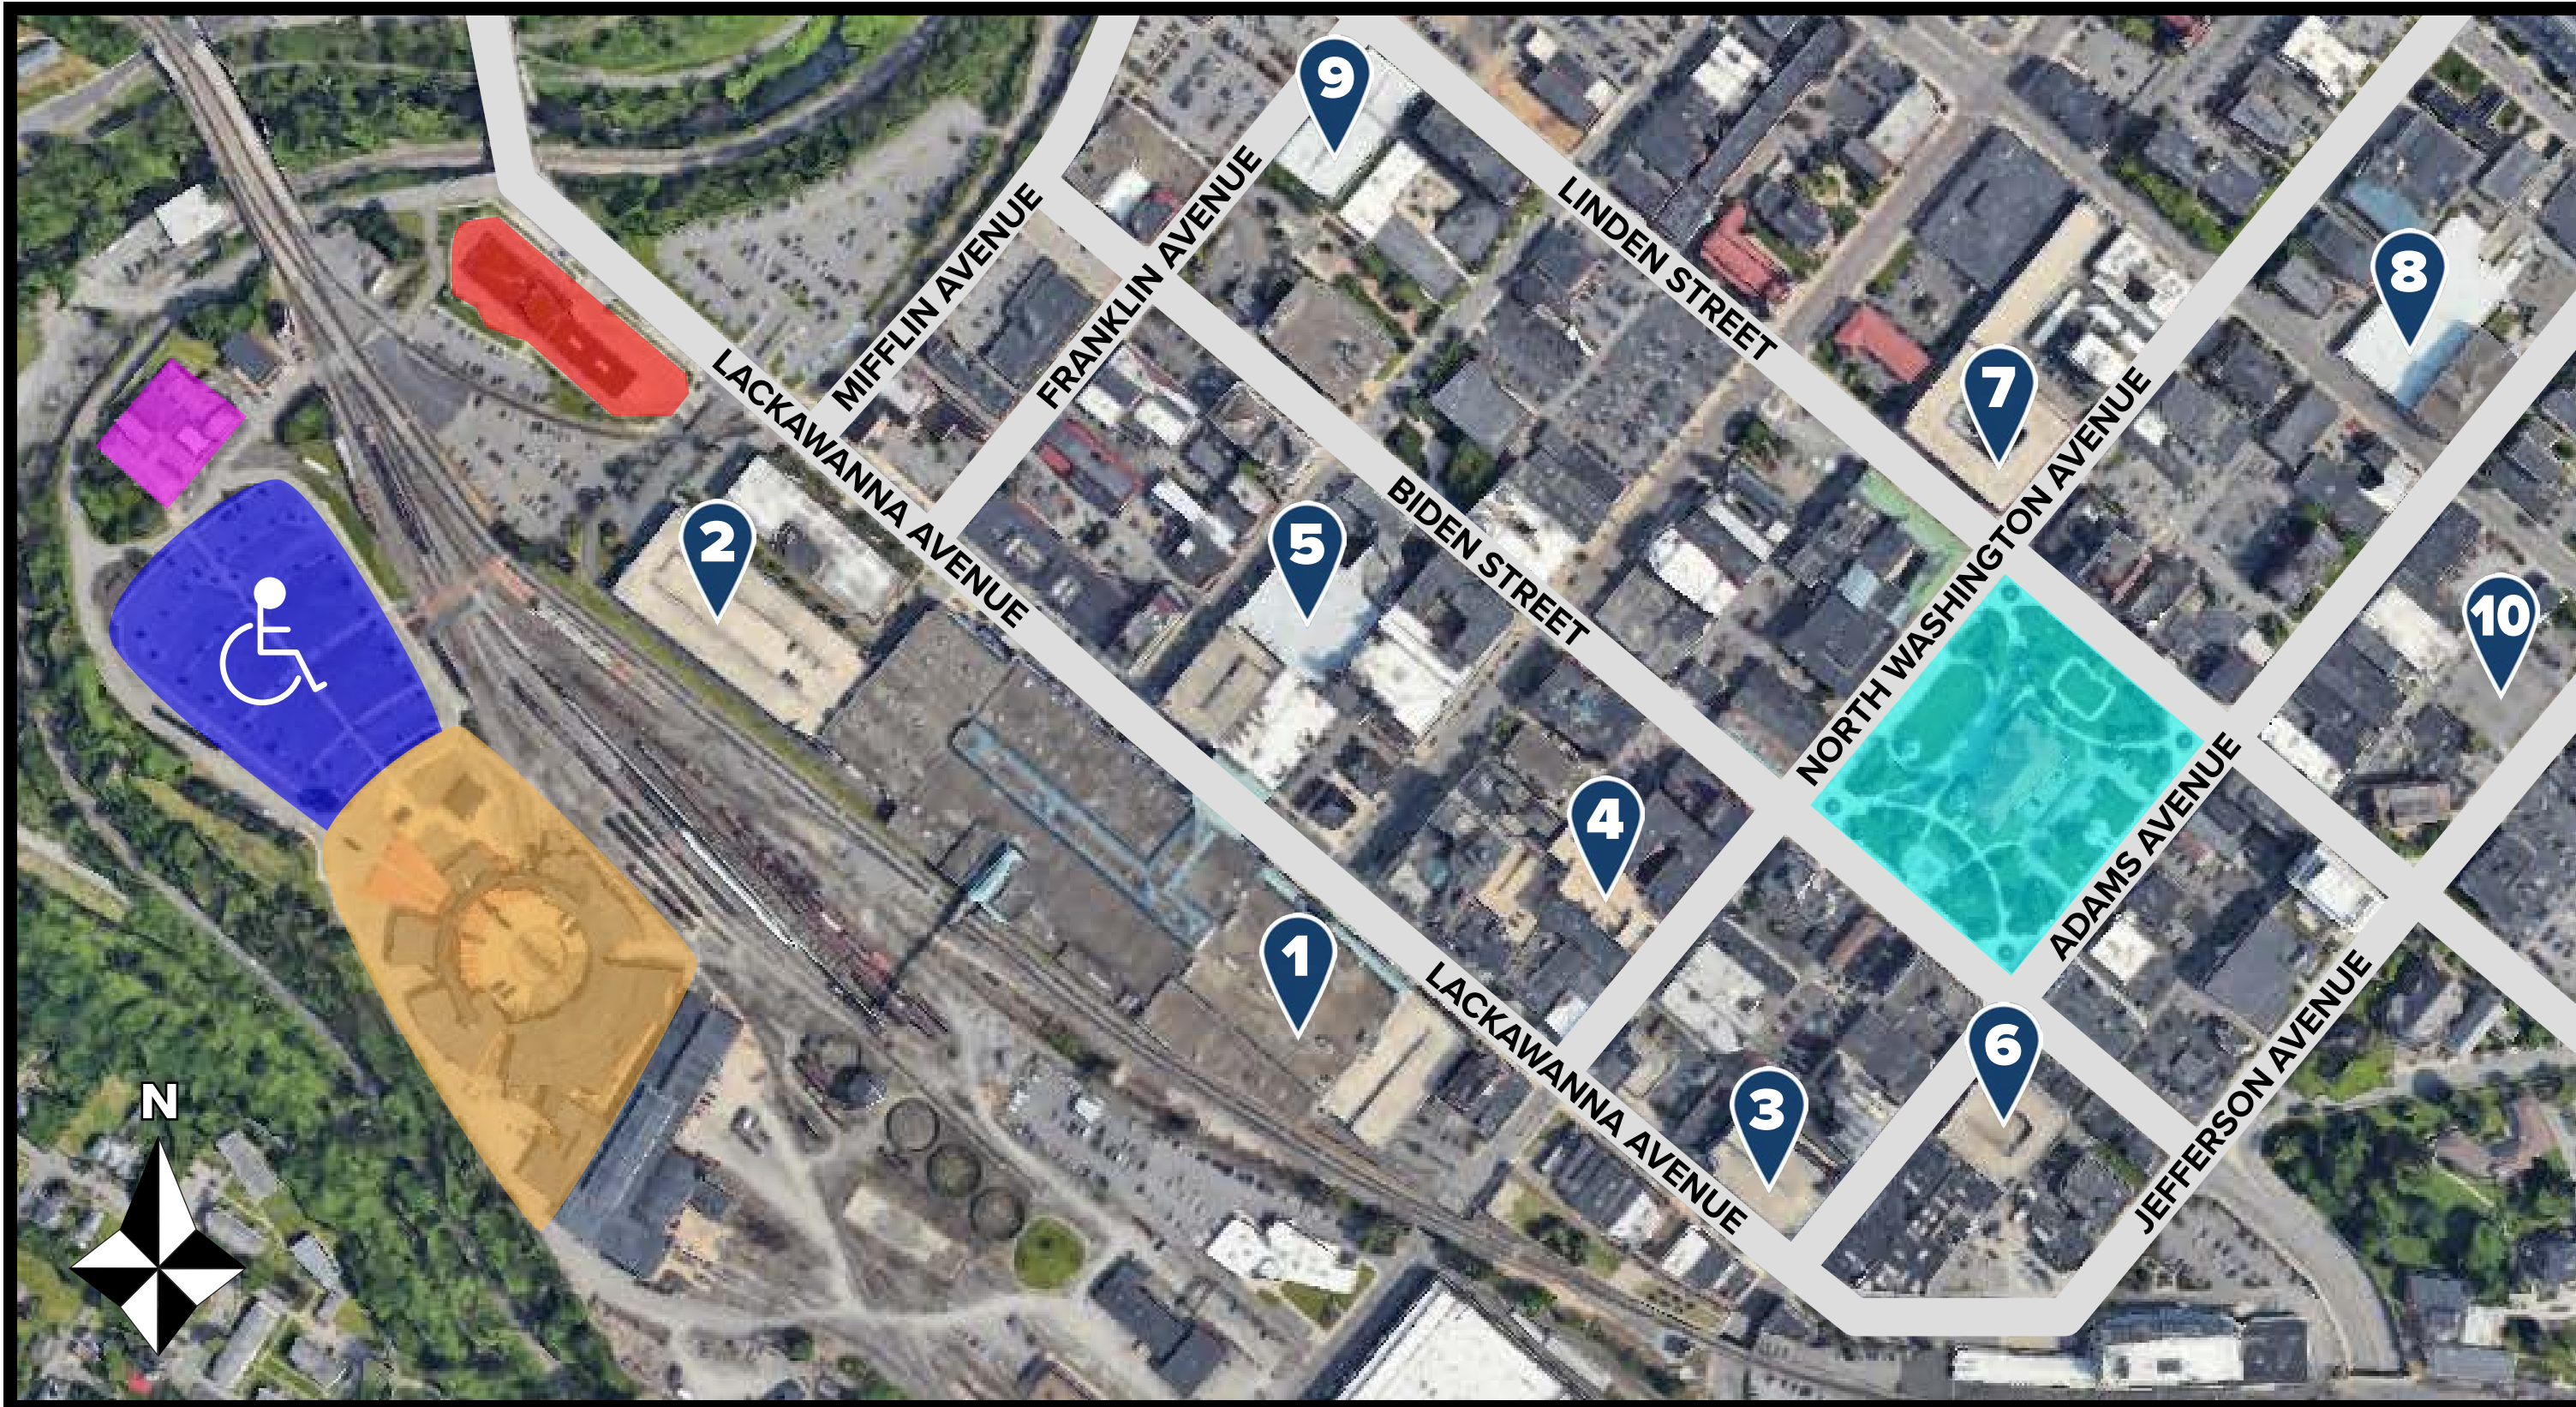 9
LINDEN STREET
MIFFLIN AVENUE
FRANKLIN AVENUE
8
7
LACKAWANNA AVENUE
NORTH WASHINGTON AVENUE
2
5
BIDEN STREET
10
4
ADAMS AVENUE
1
LACKAWANNA AVENUE
6
JEFFERSON AVENUE
3
N